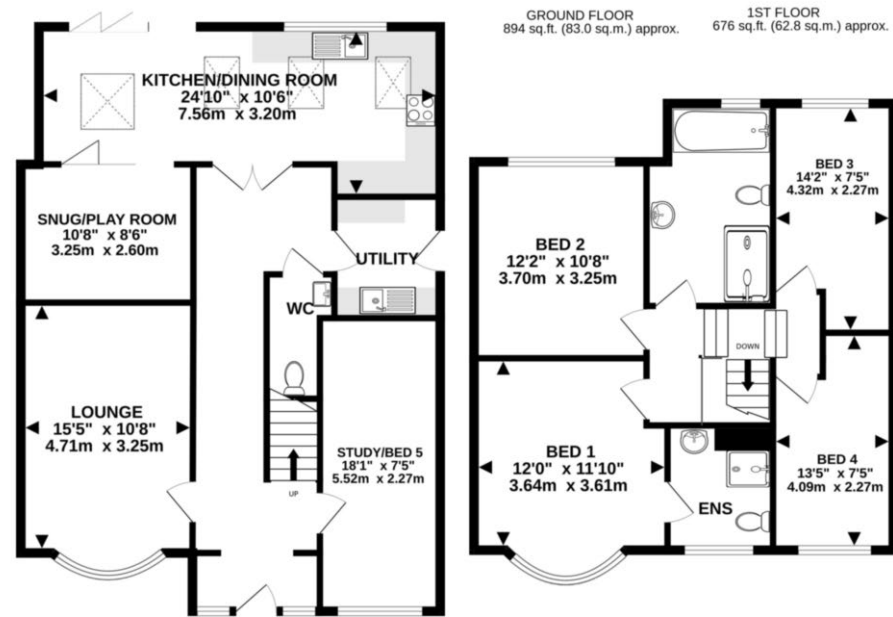 GROUND FLOOR
894 sq.ft. (83.0 sq.m.) approx.
1ST FLOOR
676 sq.ft. (62.8 sq.m.) approx.
KITCHEN/DINING ROOM
24'10" x 10'6"
7.56m x 3.20m
SNUG/PLAY ROOM
10'8" x 8'6"
3.25m x 2.60m
UTILITY
WC
LOUNGE
15'5" x 10'8"
4.71m x 3.25m
STUDY/BED 5
18'1" x 7'5"
5.52m x 2.27m
UP
BED 3
14'2" x 7'5"
4.32m x 2.27m
BED 2
12'2" x 10'8"
3.70m x 3.25m
DOWN
BED 1
12'0" x 11'10"
3.64m x 3.61m
BED 4
13'5" x 7'5"
4.09m x 2.27m
ENS